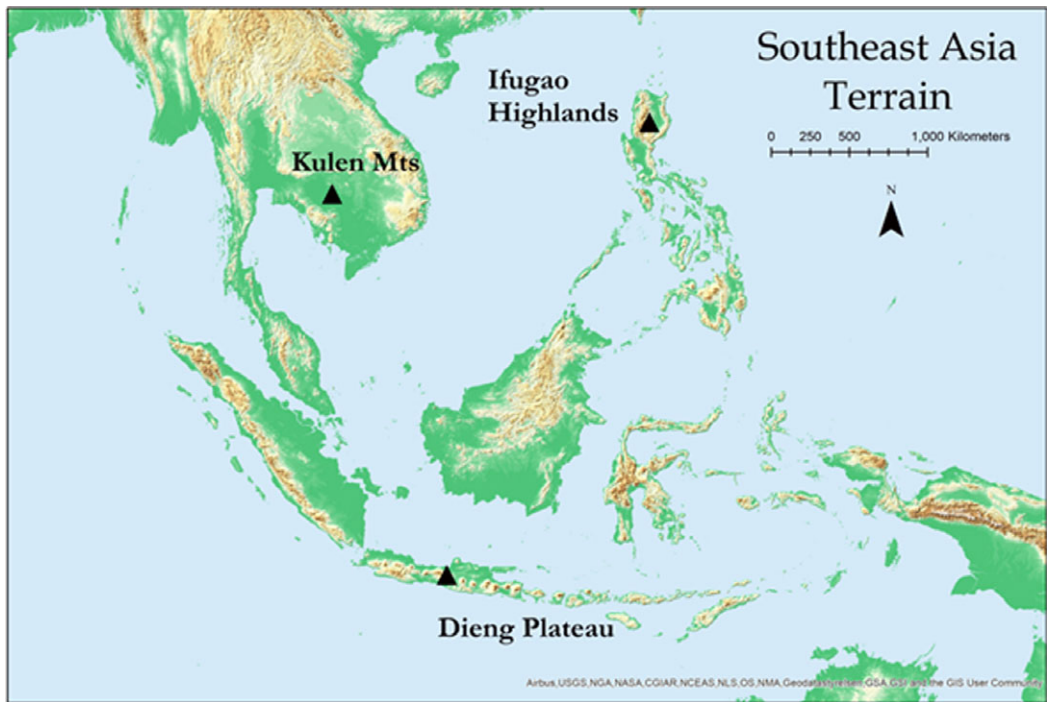 Southeast Asia
Terrain
0 250 500 1,000 Kilometers
N
Ifugao
Highlands
Kulen Mts
Dieng Plateau
Airbus,USGS,NGA,NASA,CGIAR,NCEAS,NLS,OS,NMA,Geodatastyrelsen,GSA,GSI and the GIS User Community